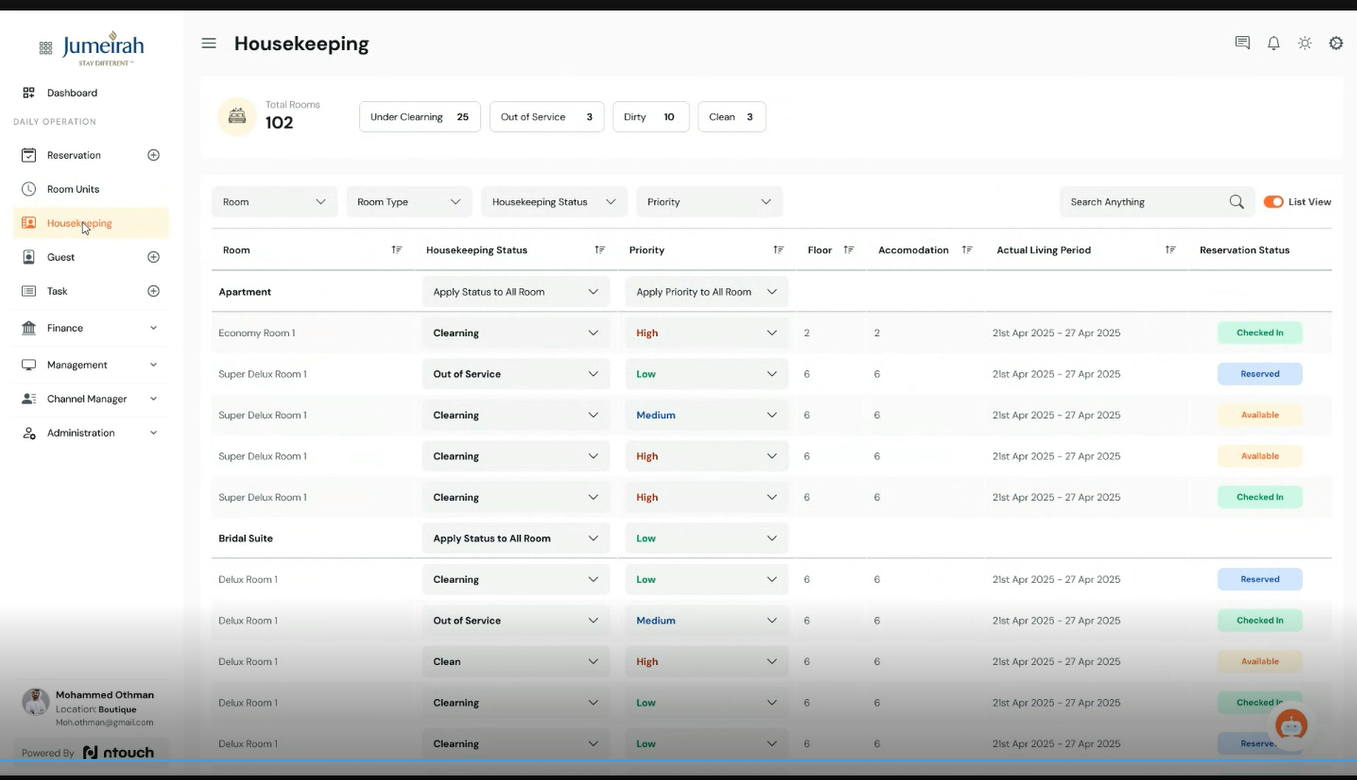 Jumeirah
STAY DIFFERENT™
Housekeeping
Dashboard
DAILY OPERATION
Reservation
Room Units
Housekeeping
Guest
Task
Finance
Management
Channel Manager
Administration
Mohammed Othman
Location: Boutique
Moh.othman@gmail.com
Powered By ntouch
Total Rooms
102
Under Clearning 25
Out of Service 3
Dirty 10
Clean 3
Room
Room Type
Housekeeping Status
Priority
Search Anything
List View
Room Housekeeping Status Priority Floor Accomodation Actual Living Period Reservation Status
Apartment Apply Status to All Room Apply Priority to All Room
Economy Room 1 Clearning High 2 2 21st Apr 2025 - 27 Apr 2025 Checked In
Super Delux Room 1 Out of Service Low 6 6 21st Apr 2025 - 27 Apr 2025 Reserved
Super Delux Room 1 Clearning Medium 6 6 21st Apr 2025 - 27 Apr 2025 Available
Super Delux Room 1 Clearning High 6 6 21st Apr 2025 - 27 Apr 2025 Available
Super Delux Room 1 Clearning High 6 6 21st Apr 2025 - 27 Apr 2025 Checked In
Bridal Suite Apply Status to All Room Low
Delux Room 1 Clearning Low 6 6 21st Apr 2025 - 27 Apr 2025 Reserved
Delux Room 1 Out of Service Medium 6 6 21st Apr 2025 - 27 Apr 2025 Checked In
Delux Room 1 Clean High 6 6 21st Apr 2025 - 27 Apr 2025 Available
Delux Room 1 Clearning Low 6 6 21st Apr 2025 - 27 Apr 2025 Checked In
Delux Room 1 Clearning Low 6 6 21st Apr 2025 - 27 Apr 2025 Reserved